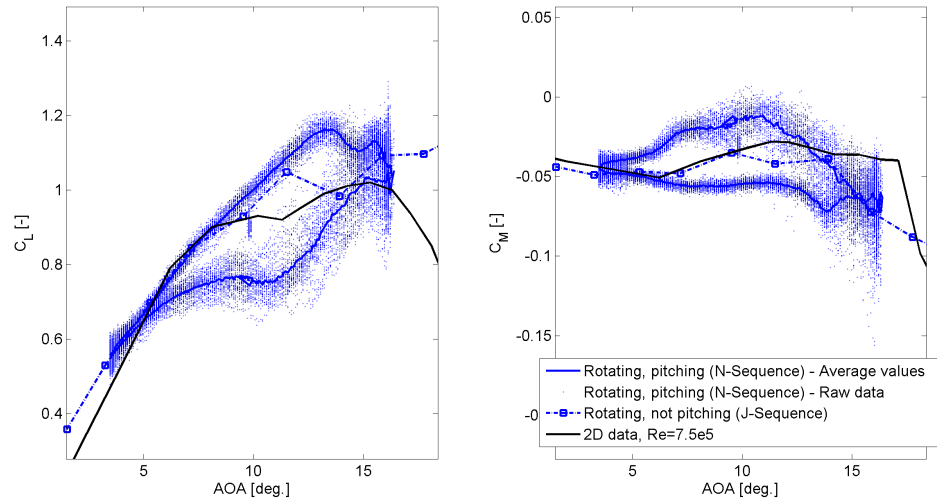 1.4
1.2
1
0.8
0.6
0.4
5
10
15
AOA [deg.]
C_L [-]
0.05
0
-0.05
-0.1
-0.15
-0
5
10
15
AOA [deg.]
C_M [-]
Rotating, pitching (N-Sequence) - Average values
Rotating, pitching (N-Sequence) - Raw data
Rotating, not pitching (J-Sequence)
2D data, Re=7.5e5